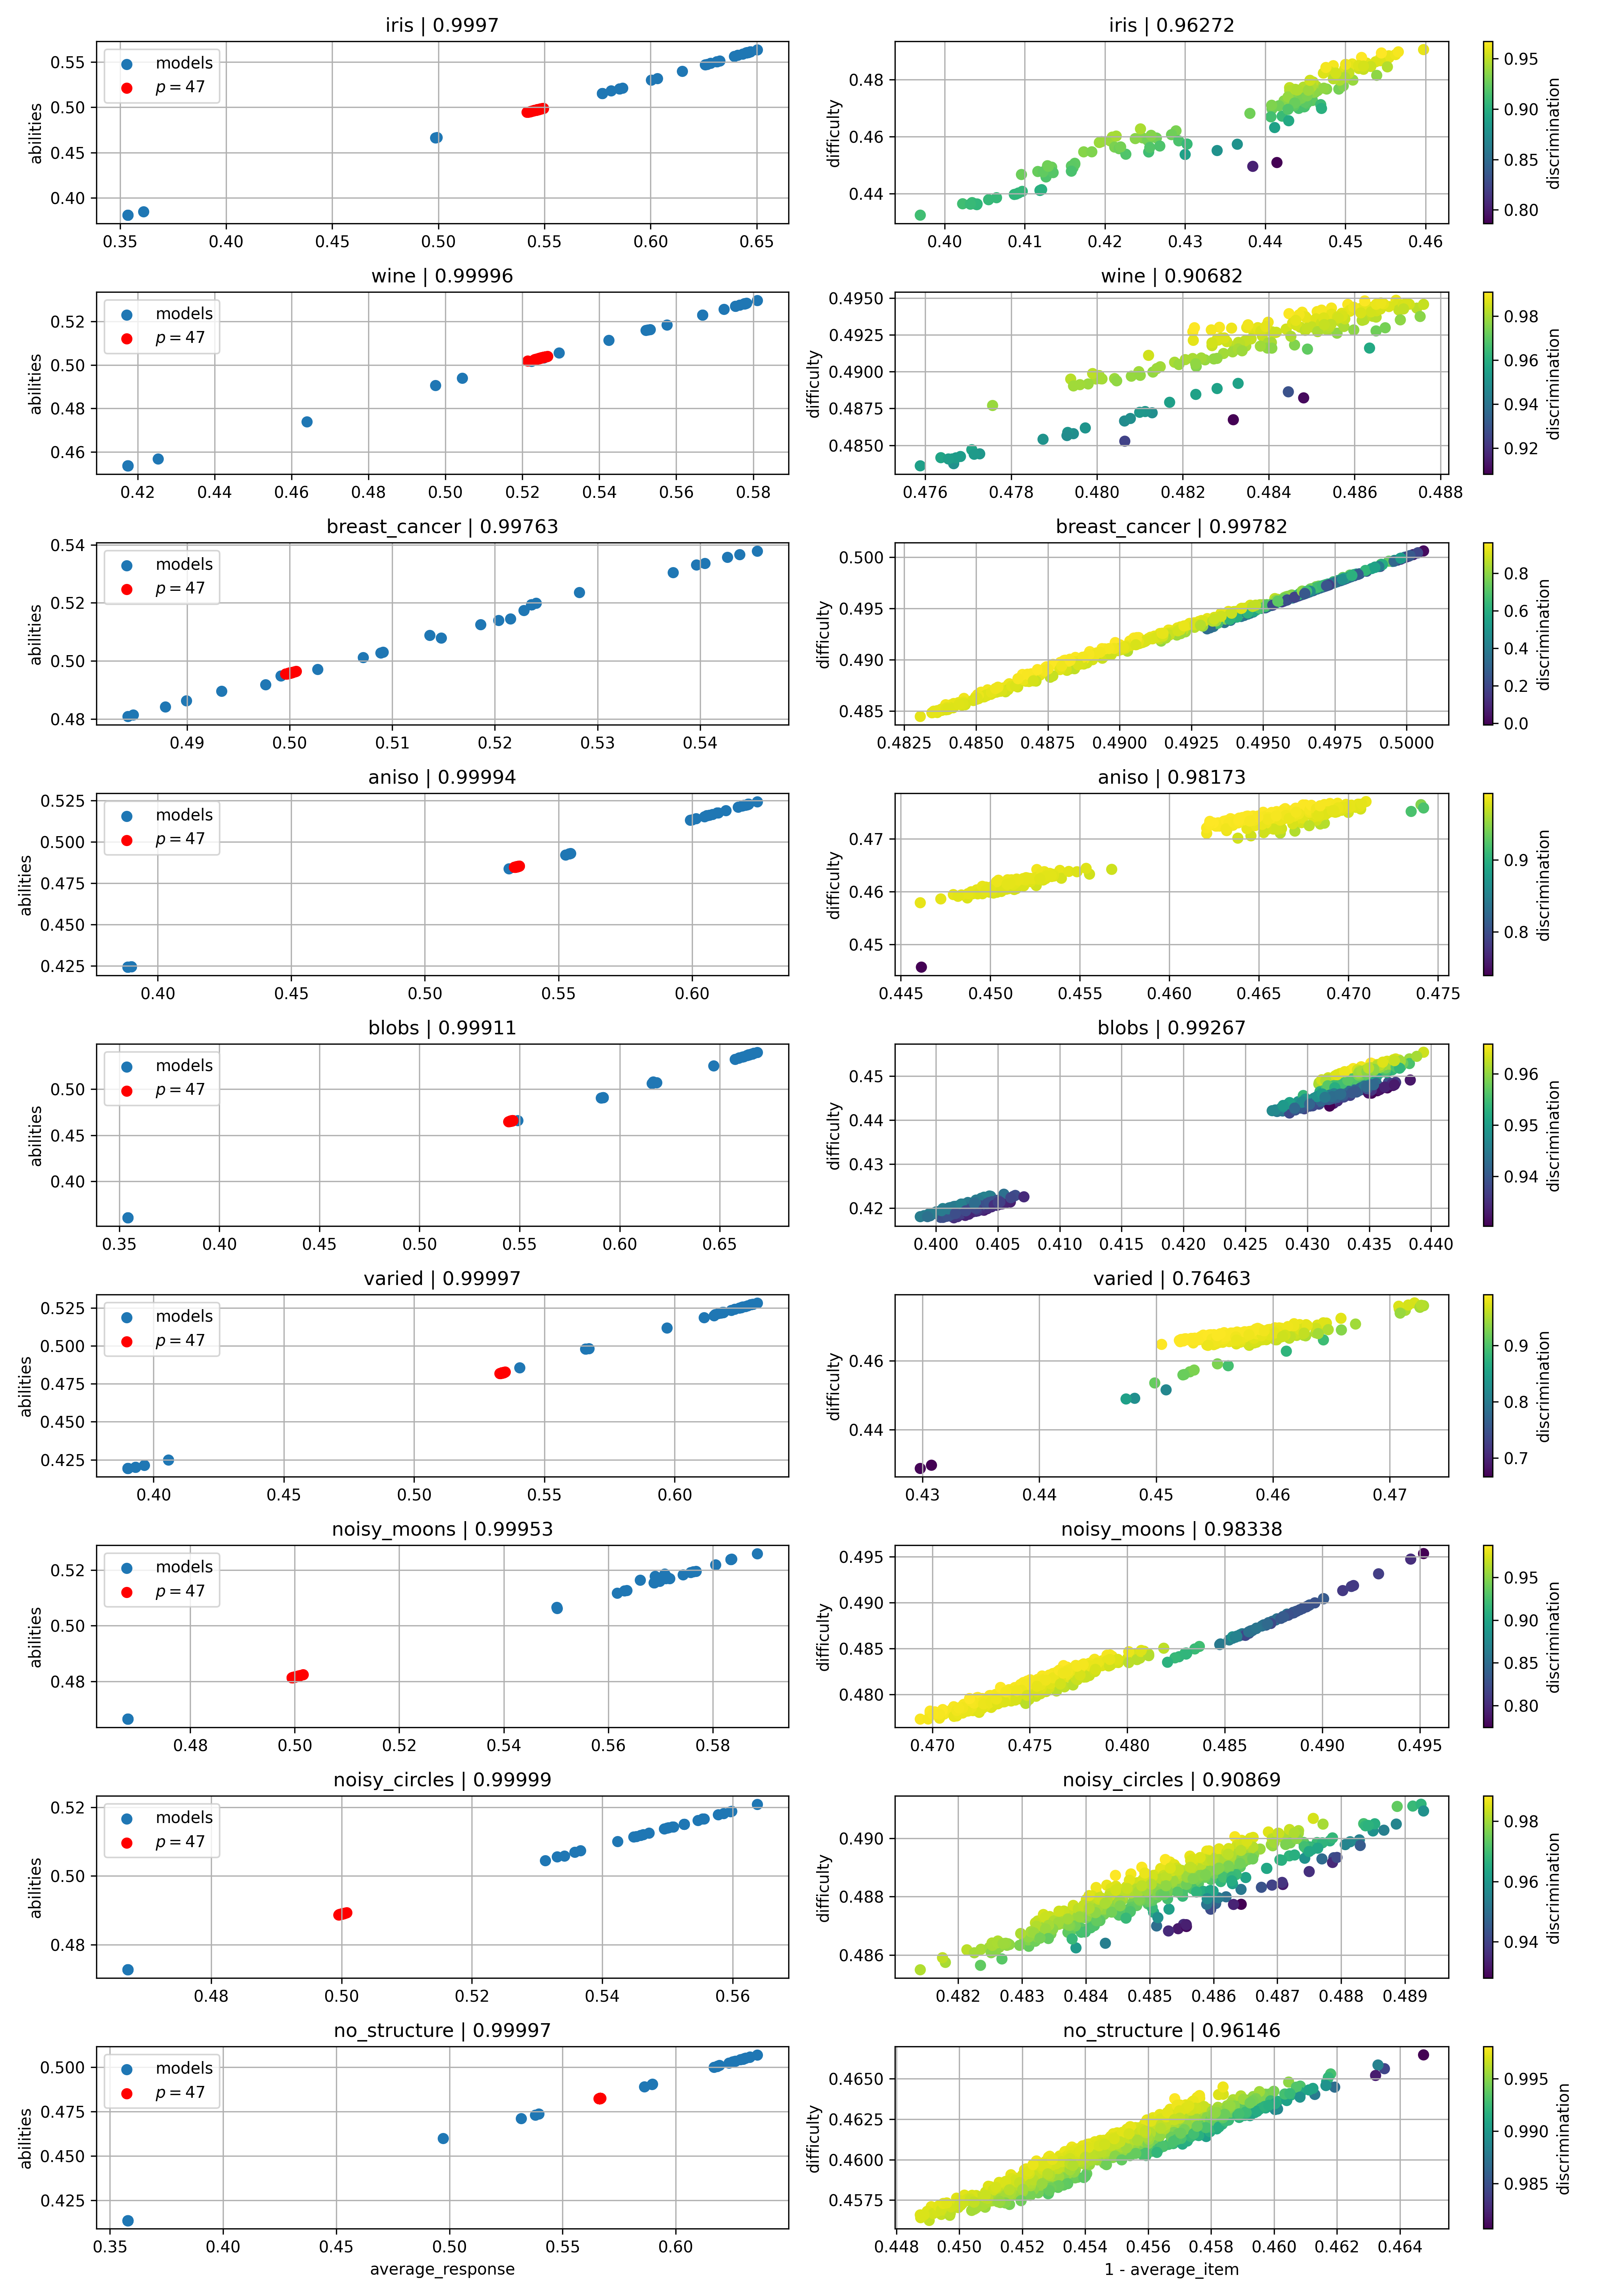 iris | 0.9997
abilities
0.55
0.50
0.45
0.40
models
p = 47
0.35 0.40 0.45 0.50 0.55 0.60 0.65
iris | 0.96272
difficulty
0.48
0.46
0.44
0.40 0.41 0.42 0.43 0.44 0.45 0.46
0.95
0.90
0.85
0.80
discrimination
wine | 0.99996
abilities
0.52
0.50
0.48
0.46
models
p = 47
0.42 0.44 0.46 0.48 0.50 0.52 0.54 0.56 0.58
wine | 0.90682
difficulty
0.4950
0.4925
0.4900
0.4875
0.4850
0.476 0.478 0.480 0.482 0.484 0.486 0.488
0.98
0.96
0.94
0.92
discrimination
breast_cancer | 0.99763
abilities
0.54
0.52
0.50
0.48
models
p = 47
0.49 0.50 0.51 0.52 0.53 0.54
breast_cancer | 0.99782
difficulty
0.500
0.495
0.490
0.485
0.4825 0.4850 0.4875 0.4900 0.4925 0.4950 0.4975 0.5000
0.8
0.6
0.4
0.2
0.0
discrimination
aniso | 0.99994
abilities
0.525
0.500
0.475
0.450
0.425
models
p = 47
0.40 0.45 0.50 0.55 0.60
aniso | 0.98173
difficulty
0.47
0.46
0.45
0.445 0.450 0.455 0.460 0.465 0.470 0.475
0.9
0.8
discrimination
blobs | 0.99911
abilities
0.50
0.45
0.40
models
p = 47
0.35 0.40 0.45 0.50 0.55 0.60 0.65
blobs | 0.99267
difficulty
0.45
0.44
0.43
0.42
0.400 0.405 0.410 0.415 0.420 0.425 0.430 0.435 0.440
0.96
0.95
0.94
discrimination
varied | 0.99997
abilities
0.525
0.500
0.475
0.450
0.425
models
p = 47
0.40 0.45 0.50 0.55 0.60
varied | 0.76463
difficulty
0.46
0.44
0.43 0.44 0.45 0.46 0.47
0.9
0.8
0.7
discrimination
noisy_moons | 0.99953
abilities
0.52
0.50
0.48
models
p = 47
0.48 0.50 0.52 0.54 0.56 0.58
noisy_moons | 0.98338
difficulty
0.495
0.490
0.485
0.480
0.470 0.475 0.480 0.485 0.490 0.495
0.95
0.90
0.85
0.80
discrimination
noisy_circles | 0.99999
abilities
0.52
0.50
0.48
models
p = 47
0.48 0.50 0.52 0.54 0.56
noisy_circles | 0.90869
difficulty
0.490
0.488
0.486
0.482 0.483 0.484 0.485 0.486 0.487 0.488 0.489
0.98
0.96
0.94
discrimination
no_structure | 0.99997
abilities
0.500
0.475
0.450
0.425
models
p = 47
0.35 0.40 0.45 0.50 0.55 0.60
average_response
no_structure | 0.96146
difficulty
0.4650
0.4625
0.4600
0.4575
0.448 0.450 0.452 0.454 0.456 0.458 0.460 0.462 0.464
1 - average_item
0.995
0.990
0.985
discrimination